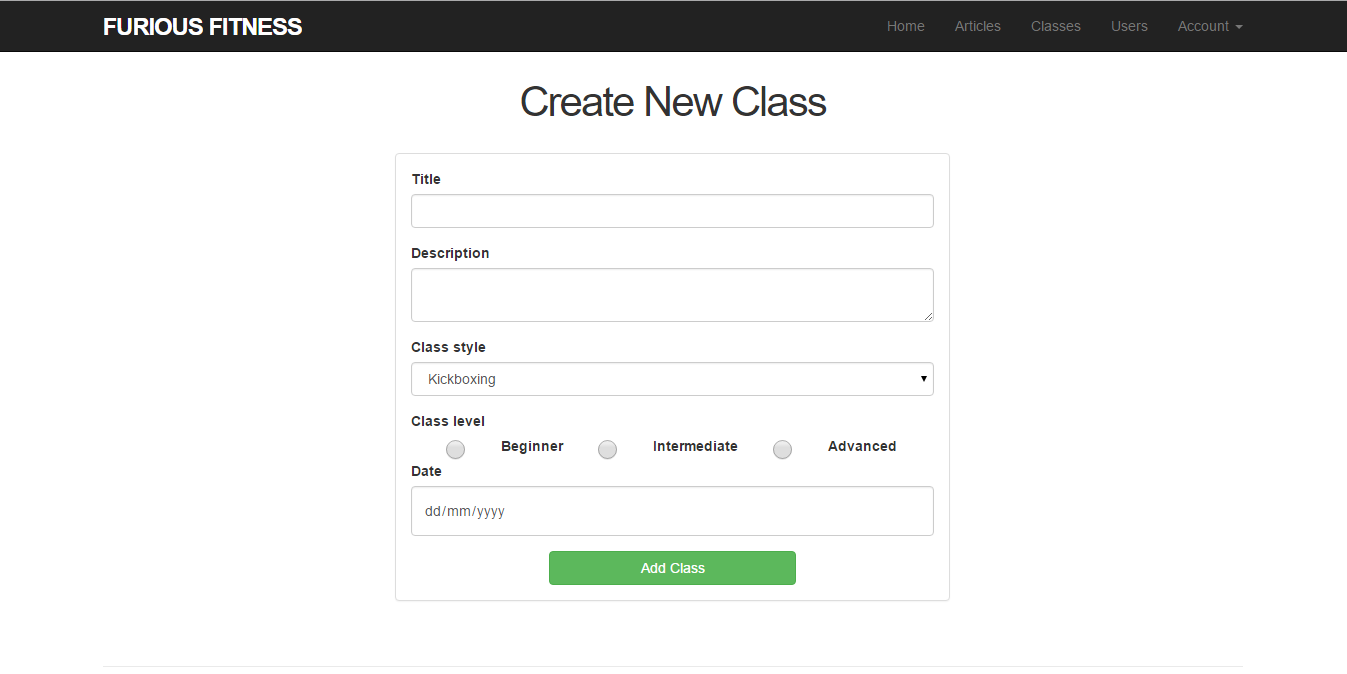 FURIOUS FITNESS Home Articles Classes Users Account
Create New Class
Title
Description
Class style
Kickboxing
Class level
Beginner Intermediate Advanced
Date
dd/mm/yyyy
Add Class